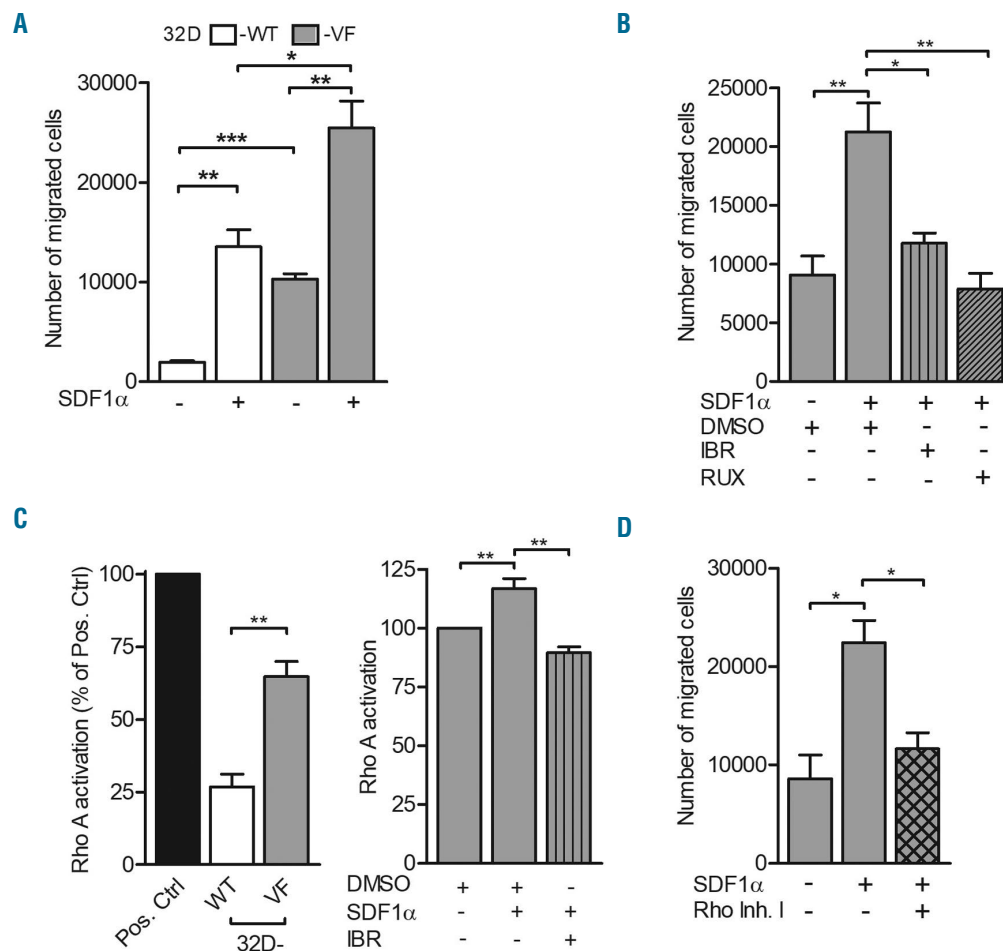 A
32D -WT -VF
*
**
***
**
Number of migrated cells
30000
20000
10000
0
SDF1α - + - +
B
**
** *
Number of migrated cells
25000
20000
15000
10000
5000
0
SDF1α - + + +
DMSO + + - -
IBR - - + -
RUX - - - +
C
Rho A activation (% of Pos. Ctrl)
100
75
50
25
0
**
Pos. Ctrl WT VF
32D-
Rho A activation
125
100
75
50
25
0
** **
DMSO + + -
SDF1α - + +
IBR - - +
D
Number of migrated cells
30000
20000
10000
0
* *
SDF1α - + +
Rho Inh. I - - +